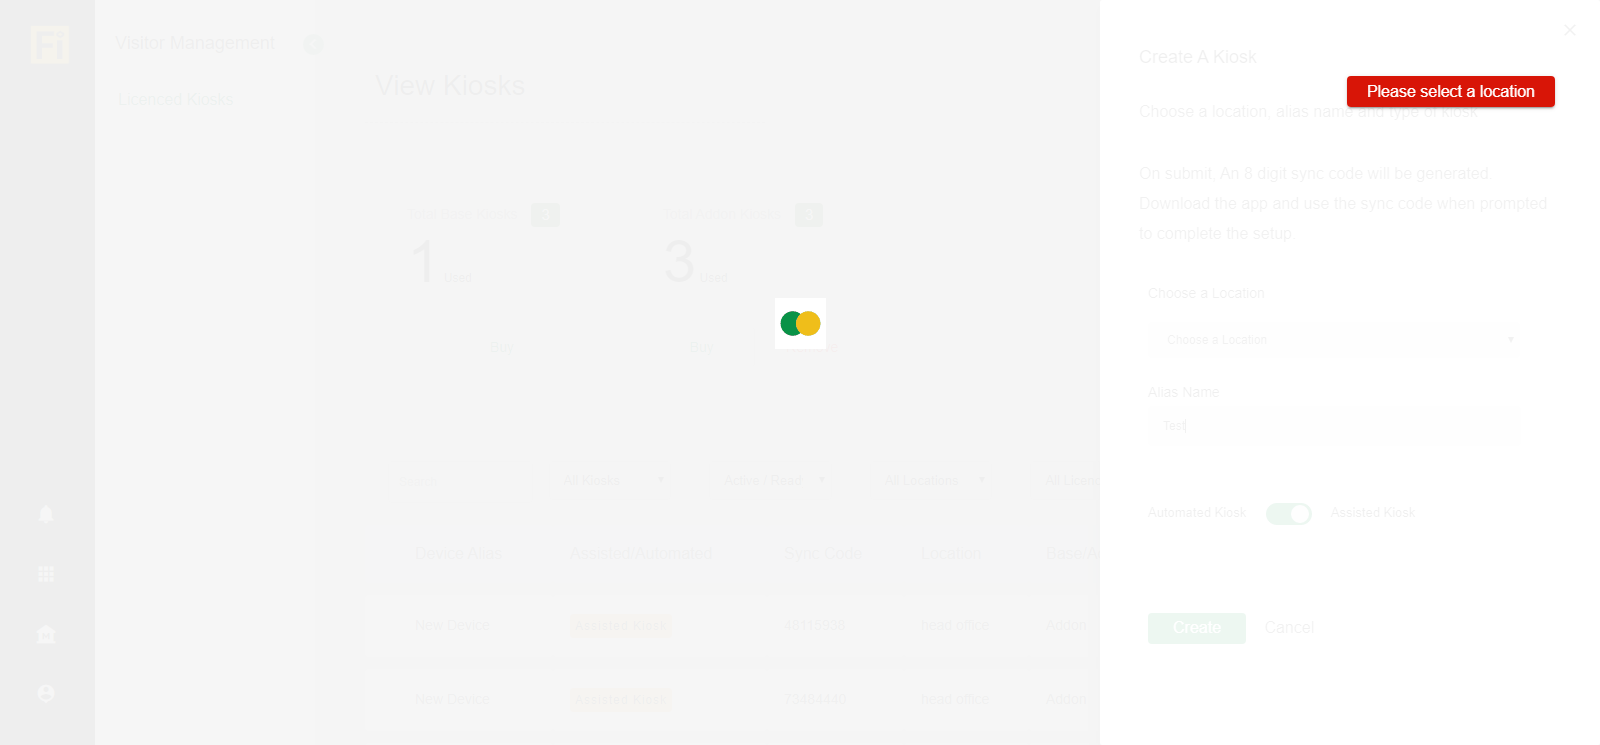 Fi
Visitor Management
Licencad Kiosks
View Kiosks
Total Base Kiosks
Total Addon Kiosks
1 Used
3 Used
Buy
Buy
All Kiosks
Active / Read
All Locations
All Licenc
Device Alias
Assisted/Automated
Sync Code
Location
Base/A
New Device
Assisted Kiosk
48115938
head office
Addon
New Device
Assisted Kiosk
73484440
head office
Addon
Create A Kiosk
Please select a location
Choose a location, alias name and type of kiosk
On submit, An 8 digit sync code will be generated
Download the app and use the sync code when prompted
to complete the setup.
Choose a Location
Choose a Location
Alias Name
Test
Automated Kiosk
Assisted Kiosk
Create
Cancel